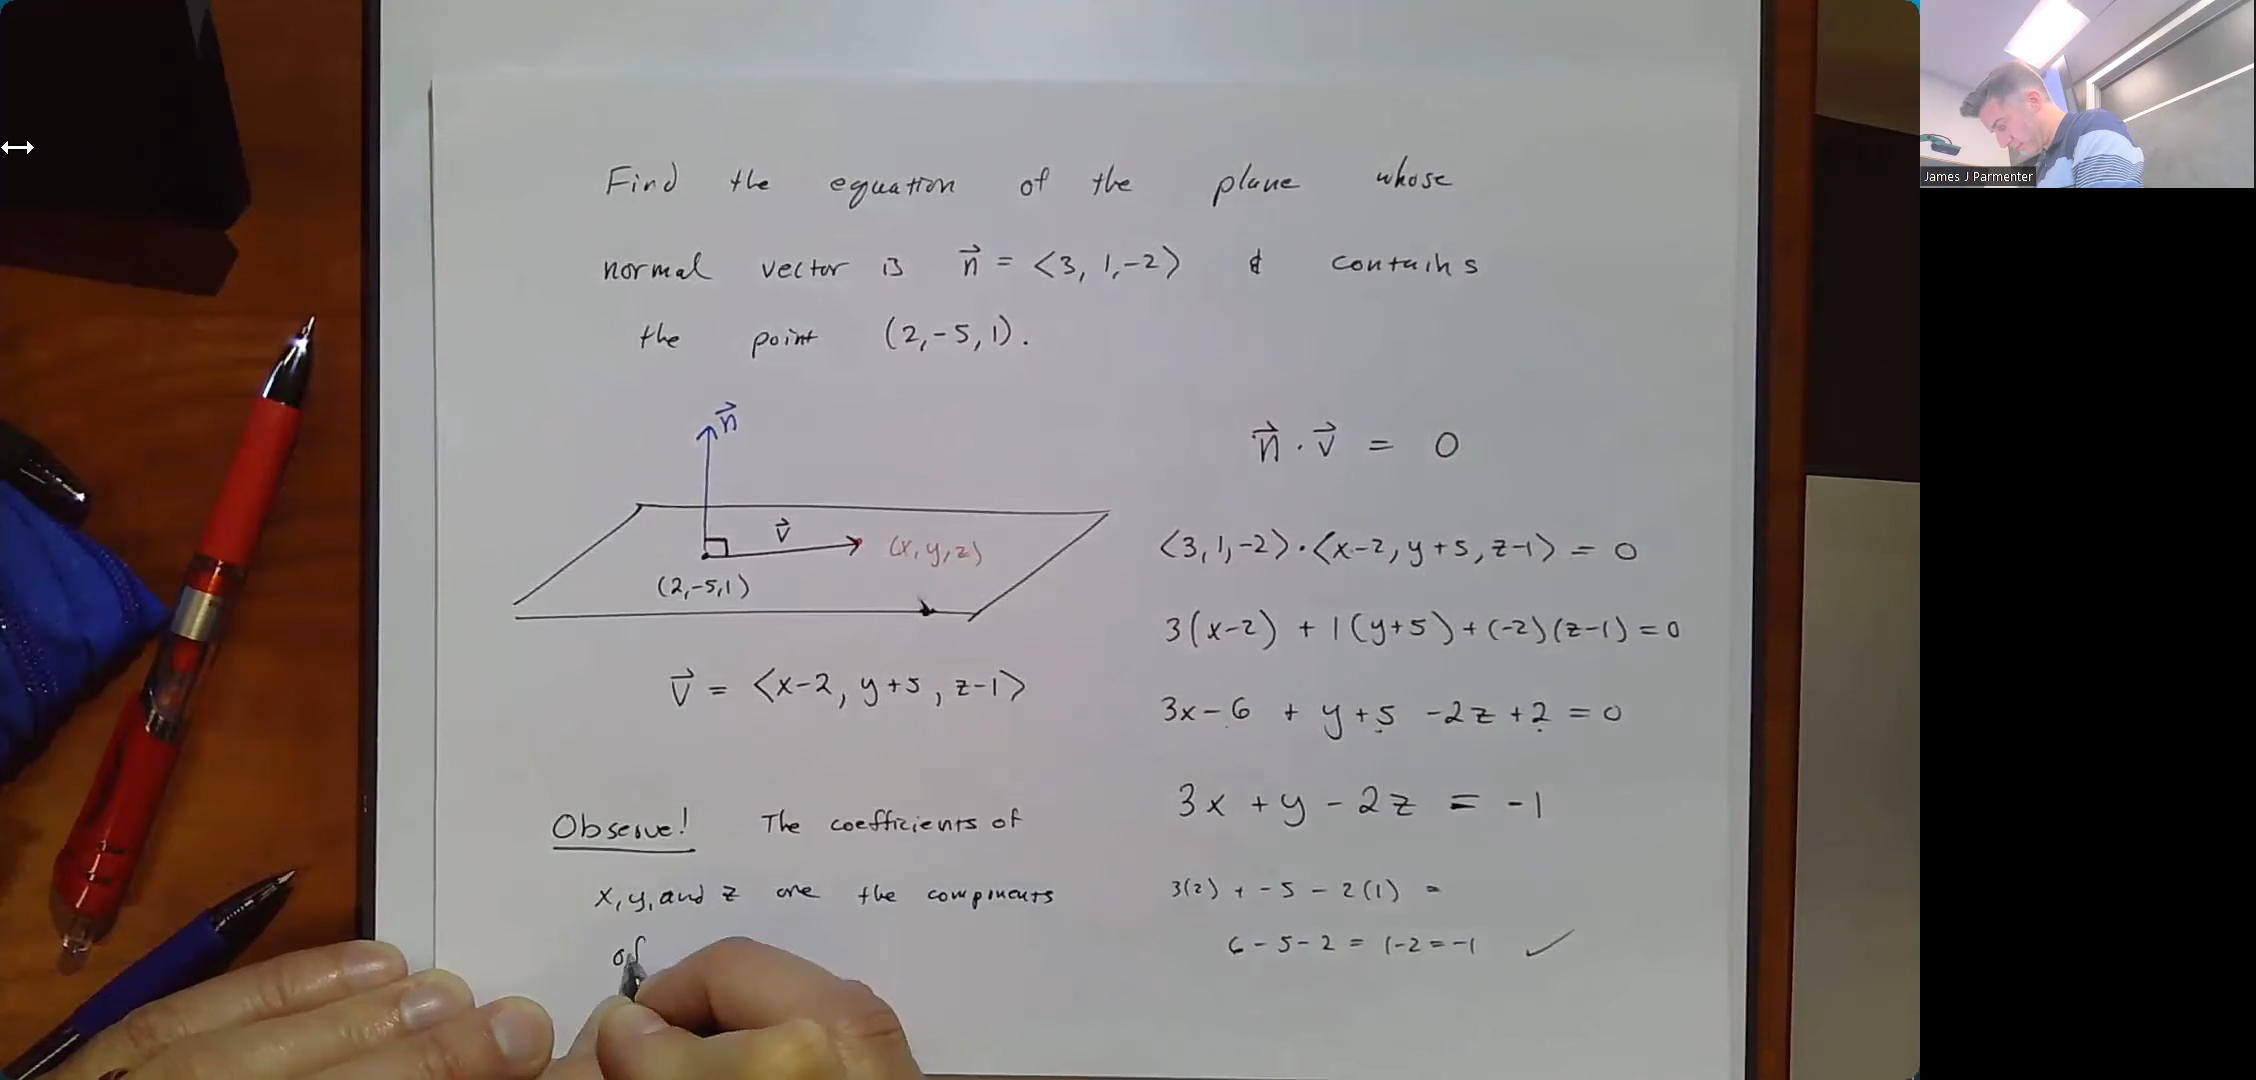 Find the equation of the plane whose
normal vector is n⃗ = <3, 1, -2> & contains
the point (2, -5, 1).
n⃗
v⃗
(x, y, z)
(2, -5, 1)
v⃗ = <x-2, y+5, z-1>
n⃗ · v⃗ = 0
<3, 1, -2> · <x-2, y+5, z-1> = 0
3(x-2) + 1(y+5) + (-2)(z-1) = 0
3x - 6 + y + 5 - 2z + 2 = 0
3x + y - 2z = -1
3(2) + -5 - 2(1) =
6 - 5 - 2 = 1 - 2 = -1 ✓
Observe! The coefficients of
x, y, and z are the components
of
James J Parmenter